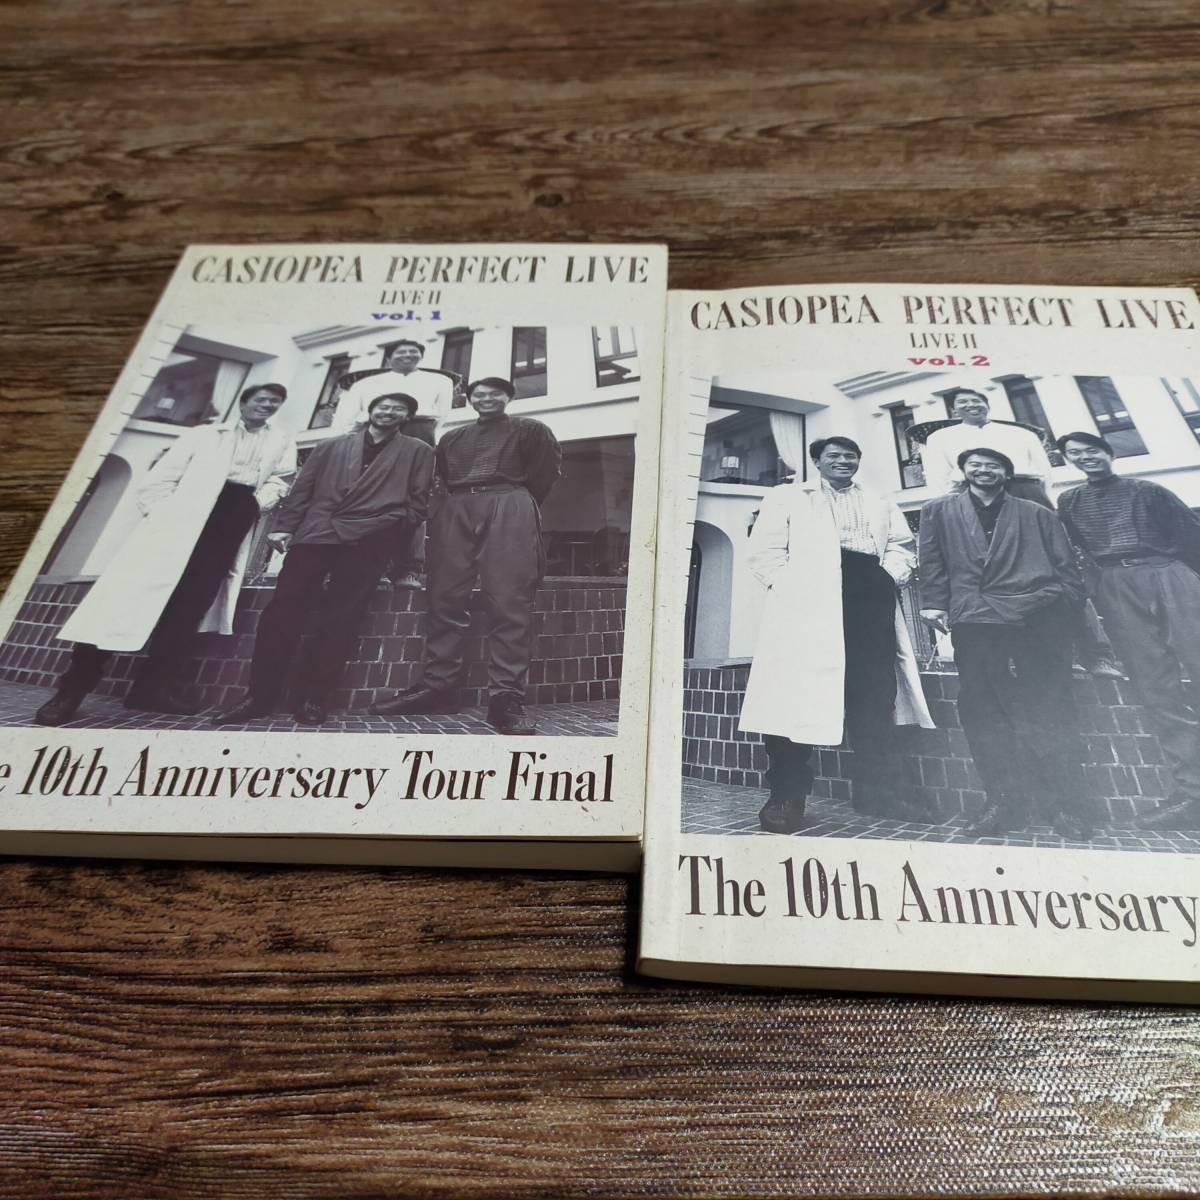 CASIOPEA PERFECT LIVE
LIVE II
vol. 1
10th Anniversary Tour Final
CASIOPEA PERFECT LIVE
LIVE II
vol. 2
The 10th Anniversary